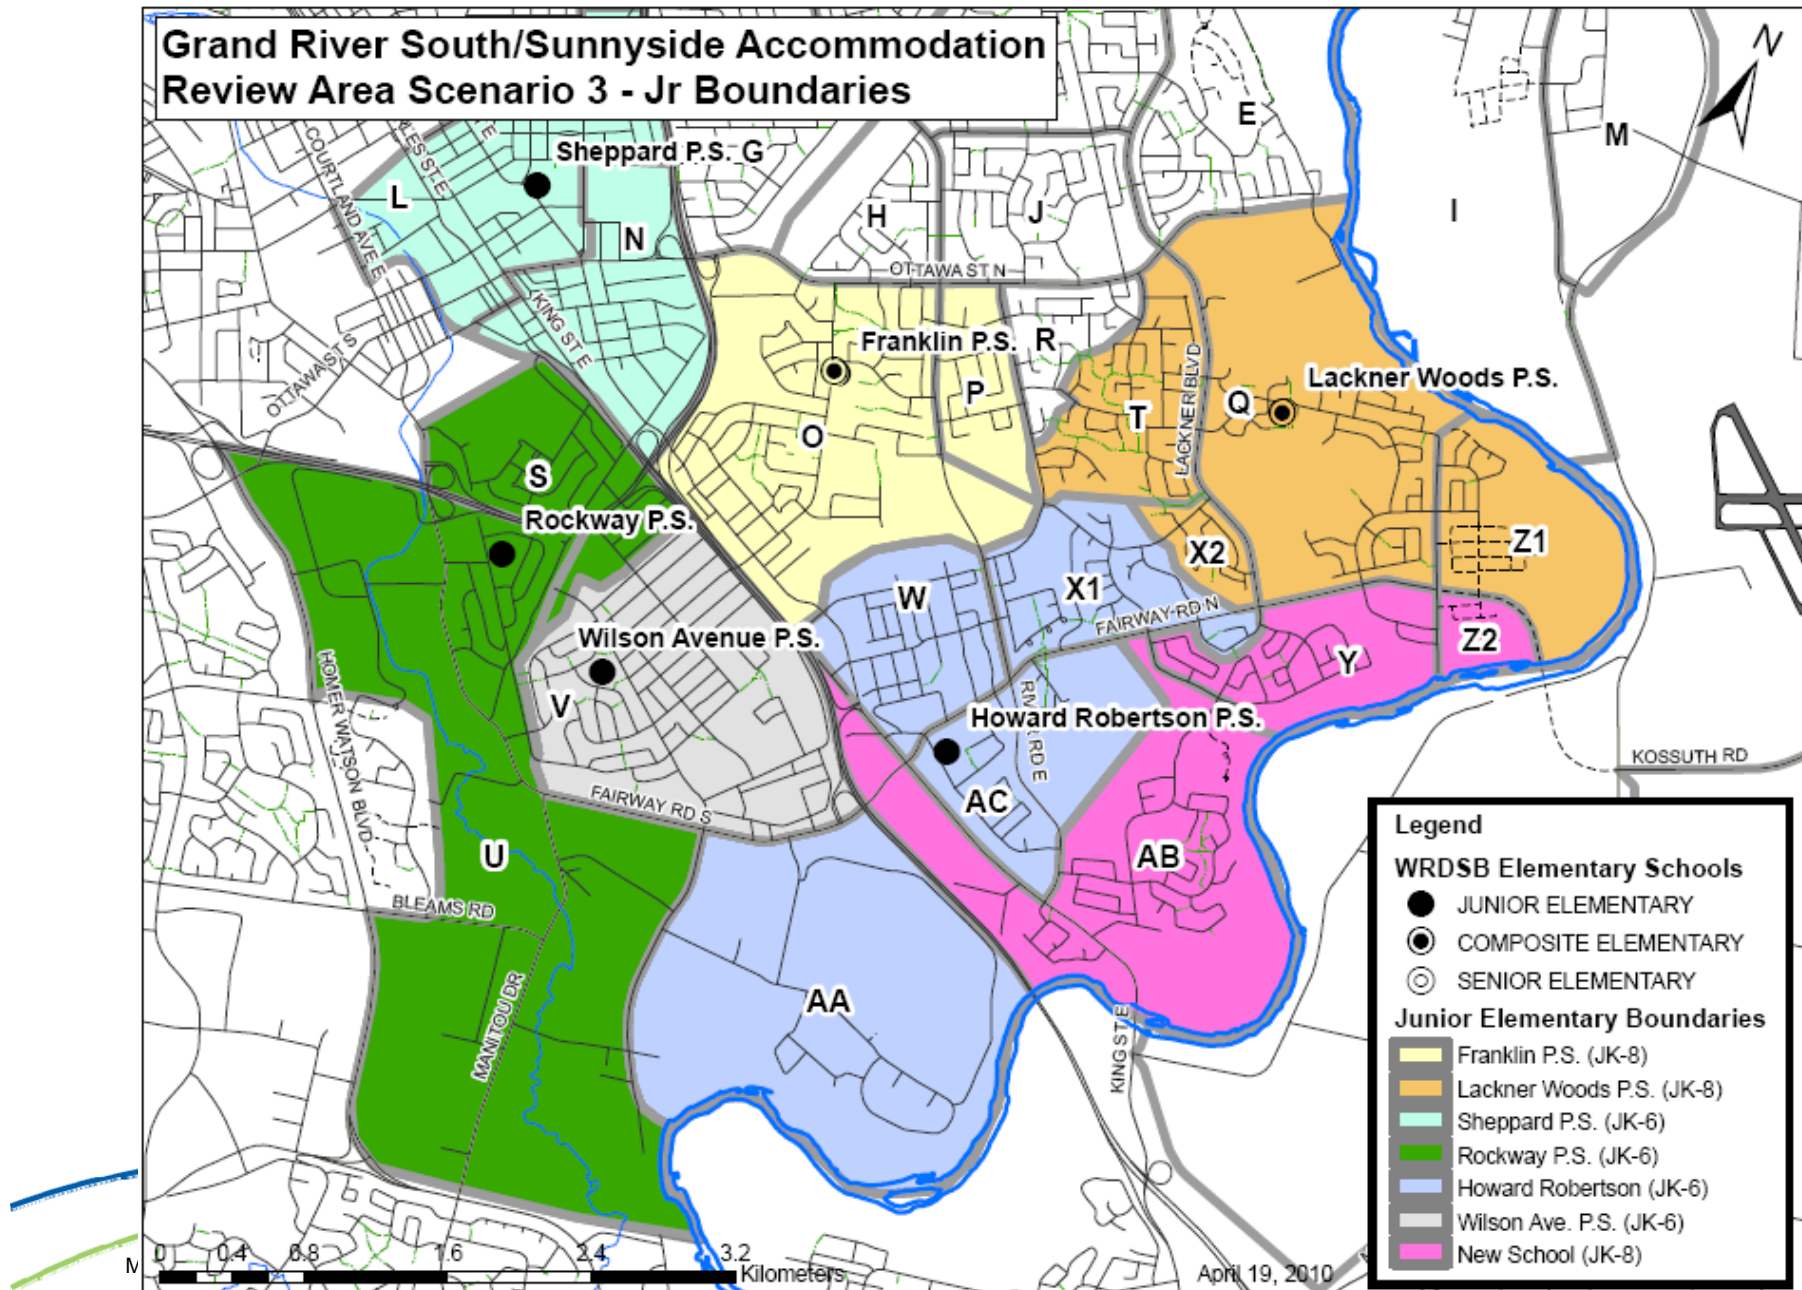 Grand River South/Sunnyside Accommodation
Review Area Scenario 3 - Jr Boundaries
N
E
M
COURTLAND AVE E
LES ST E
ST E
Sheppard P.S.
G
L
N
H
J
I
OTTAWA ST N
KING ST E
OTTAWA ST S
Franklin P.S.
R
P
O
T
LACKNER BLVD
Q
Lackner Woods P.S.
S
Rockway P.S.
X2
Z1
W
X1
FAIRWAY RD N
Wilson Avenue P.S.
V
Z2
Y
HOMER WATSON BLVD
RIVER RD E
Howard Robertson P.S.
KOSSUTH RD
FAIRWAY RD S
AC
AB
U
BLEAMS RD
MANITOU DR
AA
KING ST E
Legend
WRDSB Elementary Schools
JUNIOR ELEMENTARY
COMPOSITE ELEMENTARY
SENIOR ELEMENTARY
Junior Elementary Boundaries
Franklin P.S. (JK-8)
Lackner Woods P.S. (JK-8)
Sheppard P.S. (JK-6)
Rockway P.S. (JK-6)
Howard Robertson (JK-6)
Wilson Ave. P.S. (JK-6)
New School (JK-8)
0 0.4 0.8 1.6 2.4 3.2
Kilometers
April 19, 2010